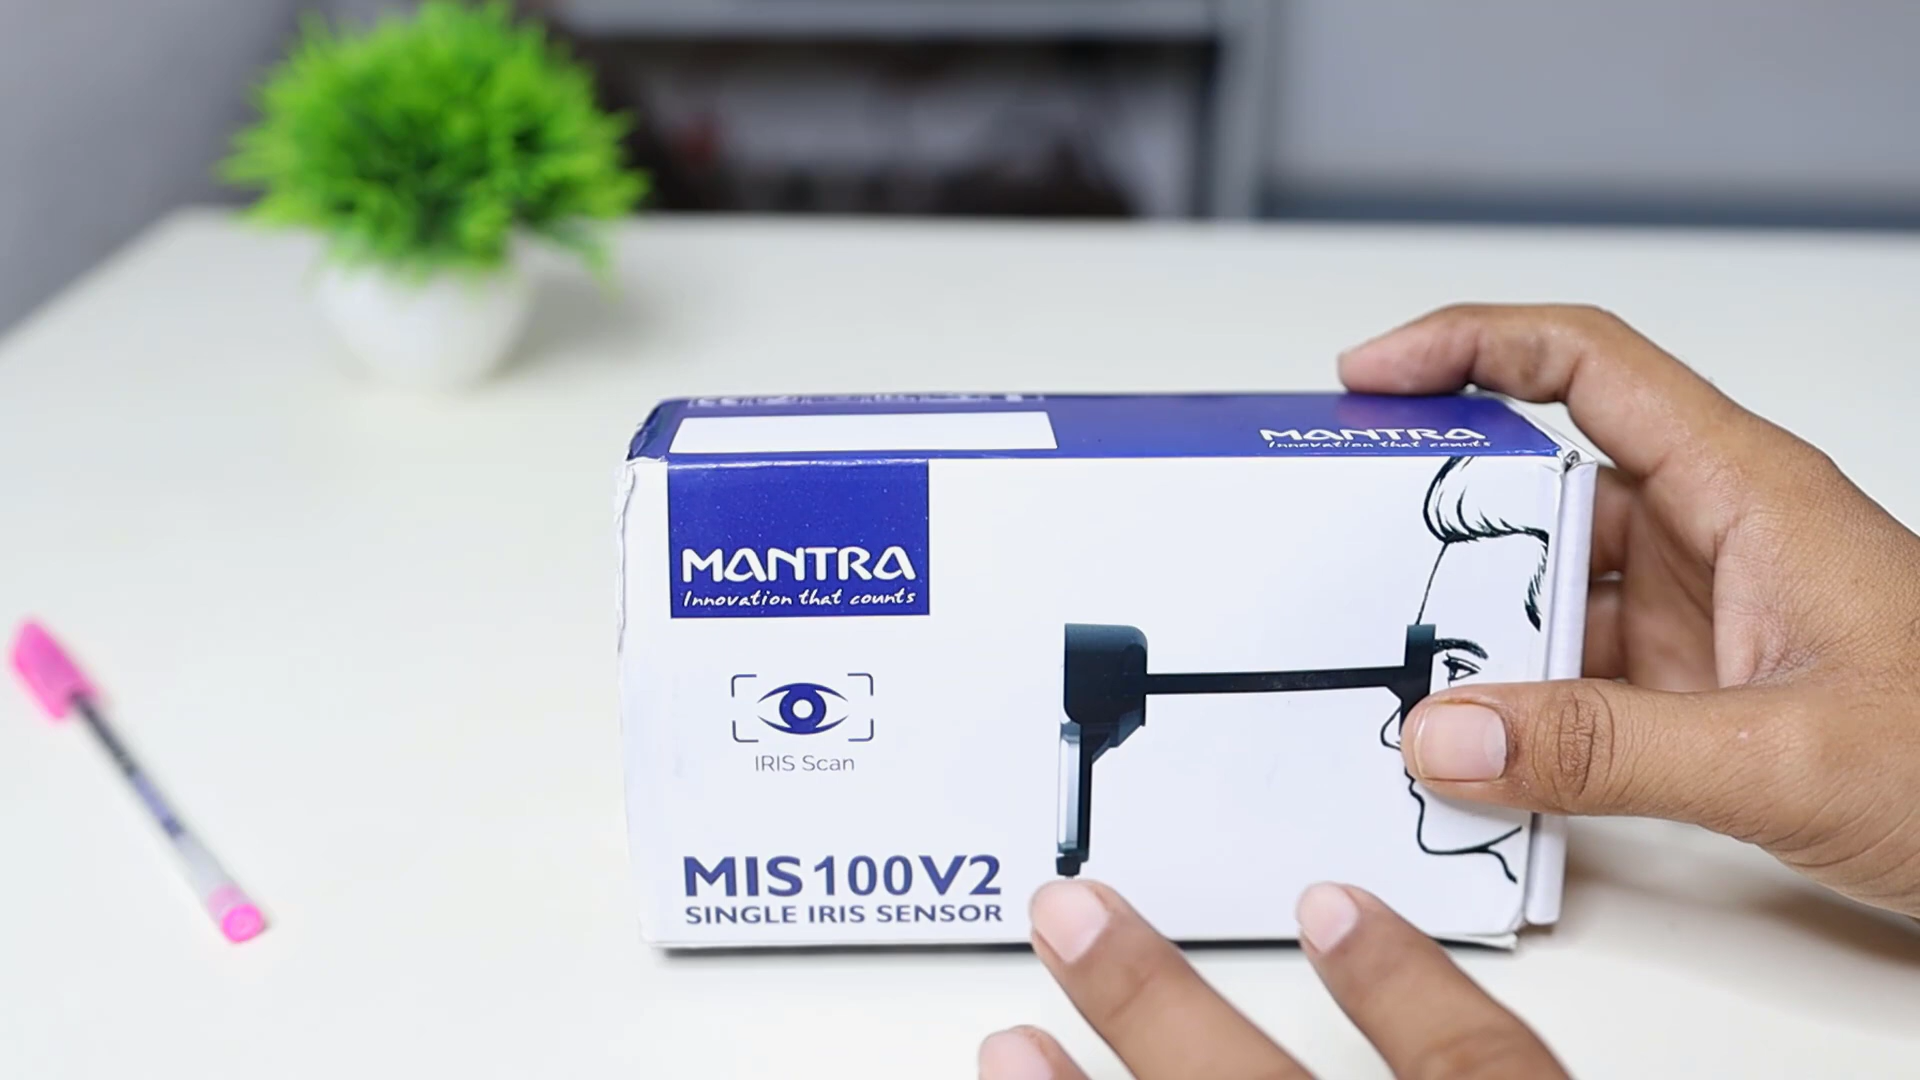 MANTRA
Innovation that counts
MANTRA
Innovation that counts
IRIS Scan
MIS100V2
SINGLE IRIS SENSOR